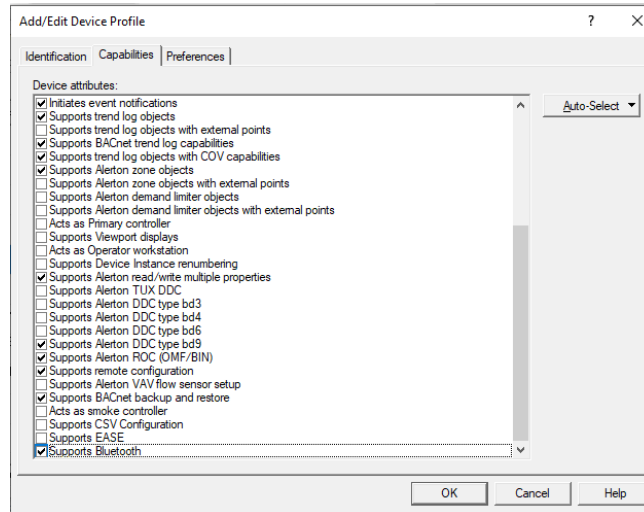 Add/Edit Device Profile
Identification Capabilities Preferences
Device attributes:
Auto-Select
Initiates event notifications
Supports trend log objects
Supports trend log objects with external points
Supports BACnet trend log capabilities
Supports trend log objects with COV capabilities
Supports Alerton zone objects
Supports Alerton zone objects with external points
Supports Alerton demand limiter objects
Supports Alerton demand limiter objects with external points
Acts as Primary controller
Supports Viewport displays
Acts as Operator workstation
Supports Device Instance renumbering
Supports Alerton read/write multiple properties
Supports Alerton TUX DDC
Supports Alerton DDC type bd3
Supports Alerton DDC type bd4
Supports Alerton DDC type bd6
Supports Alerton DDC type bd9
Supports Alerton ROC (OMF/BIN)
Supports remote configuration
Supports Alerton VAV flow sensor setup
Supports BACnet backup and restore
Acts as smoke controller
Supports CSV Configuration
Supports EASE
Supports Bluetooth
OK Cancel Help